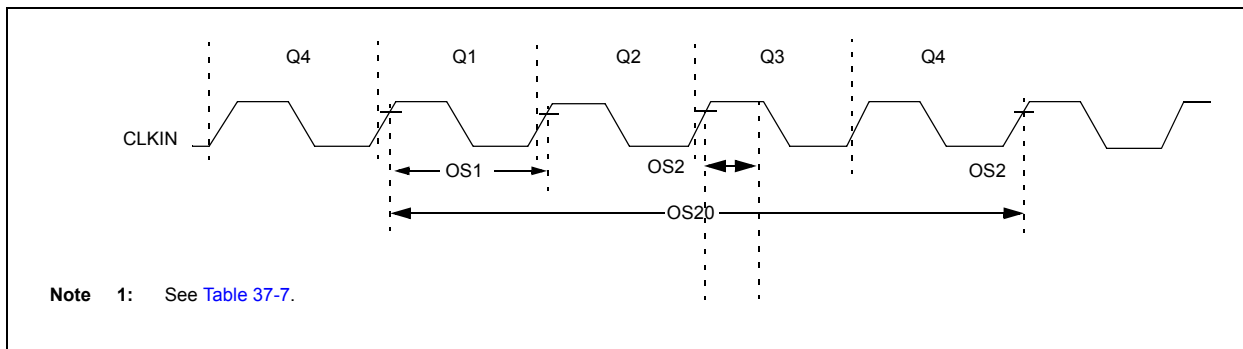 Q4 Q1 Q2 Q3 Q4
CLKIN
OS1 OS2 OS2
OS20
Note 1: See Table 37-7.